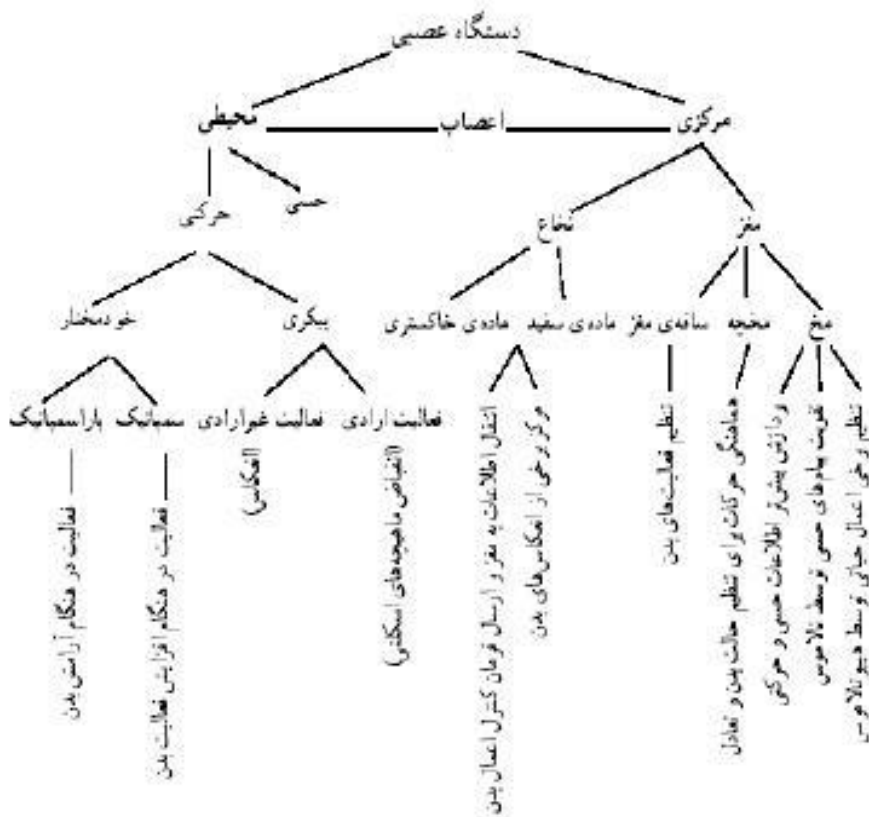 دستگاه عصبی
مرکزی
اعصاب
محیطی
مغز
نخاع
حسی
حرکتی
مخ
مخچه
ساقه‌ی مغز
ماده‌ی سفید
ماده‌ی خاکستری
پیکری
خودمختار
فعالیت ارادی
(انقباض ماهیچه‌های اسکلتی)
فعالیت غیرارادی
(انعکاس)
سمپاتیک
پاراسمپاتیک
تنظیم برخی اعمال حیاتی توسط هیپوتالاموس
تقویت پیام‌های حسی توسط تالاموس
پردازش بیش‌تر اطلاعات حسی و حرکتی
هماهنگی حرکات برای تنظیم حالت بدن و تعادل
تنظیم فعالیت‌های بدن
مرکز برخی از انعکاس‌های بدن
انتقال اطلاعات به مغز و ارسال فرمان کنترل اعمال بدن
فعالیت در هنگام افزایش فعالیت بدن
فعالیت در هنگام آرامش بدن